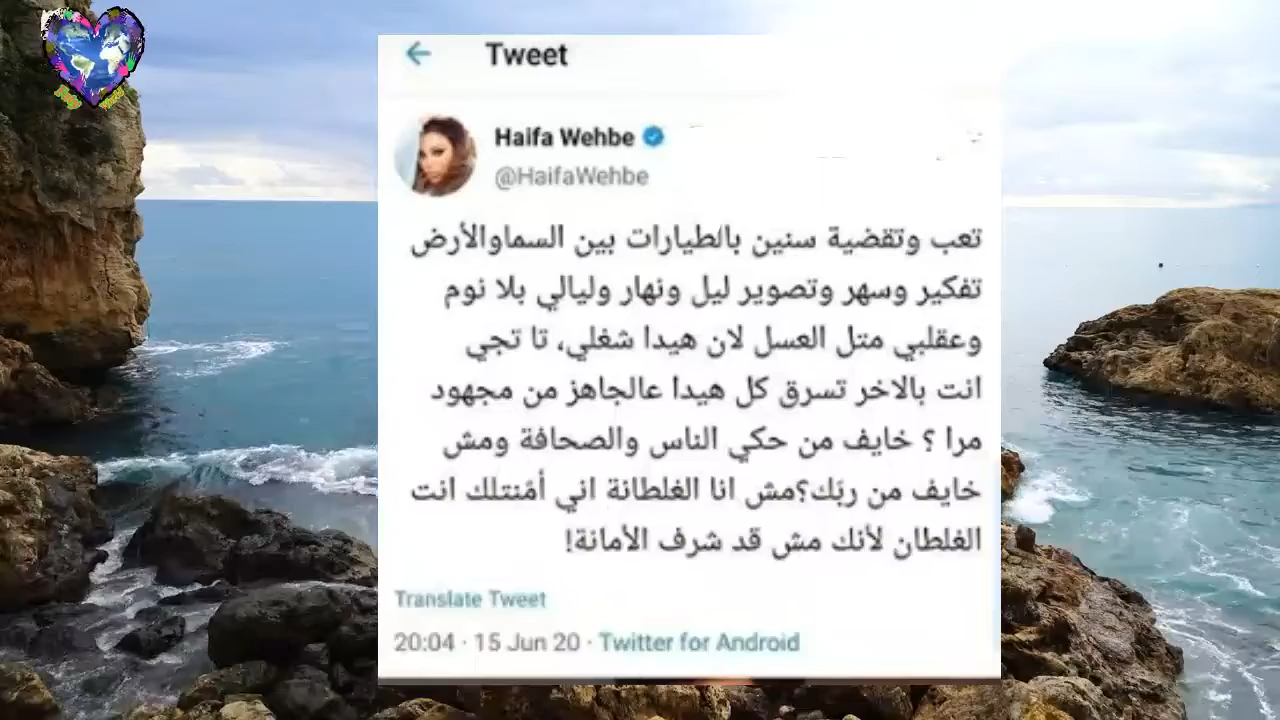 Tweet
Haifa Wehbe
@HaifaWehbe
تعب وتقضية سنين بالطيارات بين السماوالأرض
تفكير وسهر وتصوير ليل ونهار وليالي بلا نوم
وعقلبي متل العسل لان هيدا شغلي، تا تجي
انت بالاخر تسرق كل هيدا عالجاهز من مجهود
مرا ؟ خايف من حكي الناس والصحافة ومش
خايف من ربّك؟مش انا الغلطانة اني أمّنتلك انت
الغلطان لأنك مش قد شرف الأمانة!
Translate Tweet
20:04 · 15 Jun 20 · Twitter for Android